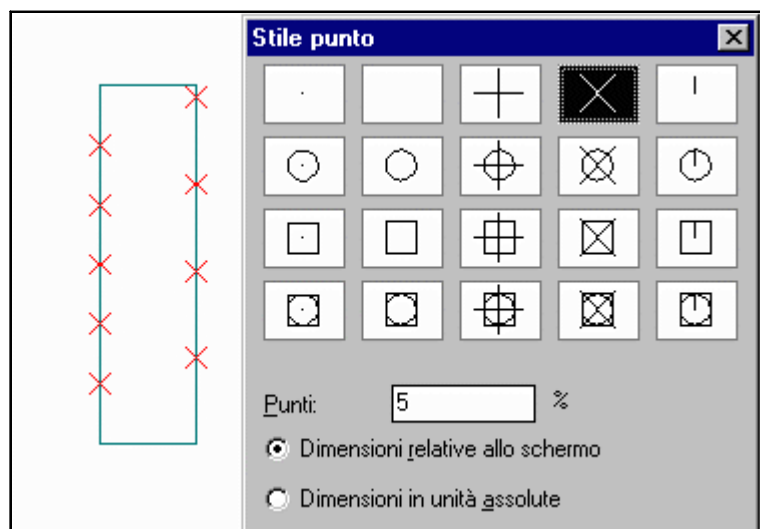 Stile punto
Punti: 5 %
Dimensioni relative allo schermo
Dimensioni in unità assolute